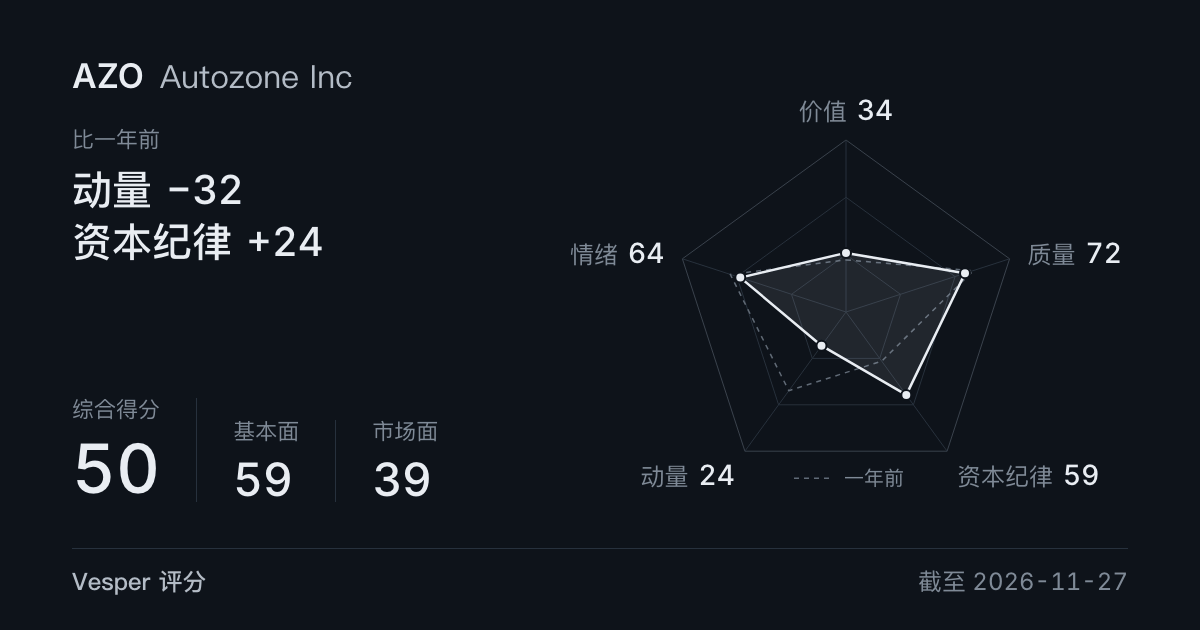 AZO Autozone Inc
比一年前
动量 −32
资本纪律 +24
综合得分
50
基本面
59
市场面
39
价值 34
情绪 64
质量 72
动量 24
一年前
资本纪律 59
Vesper 评分
截至 2026-11-27